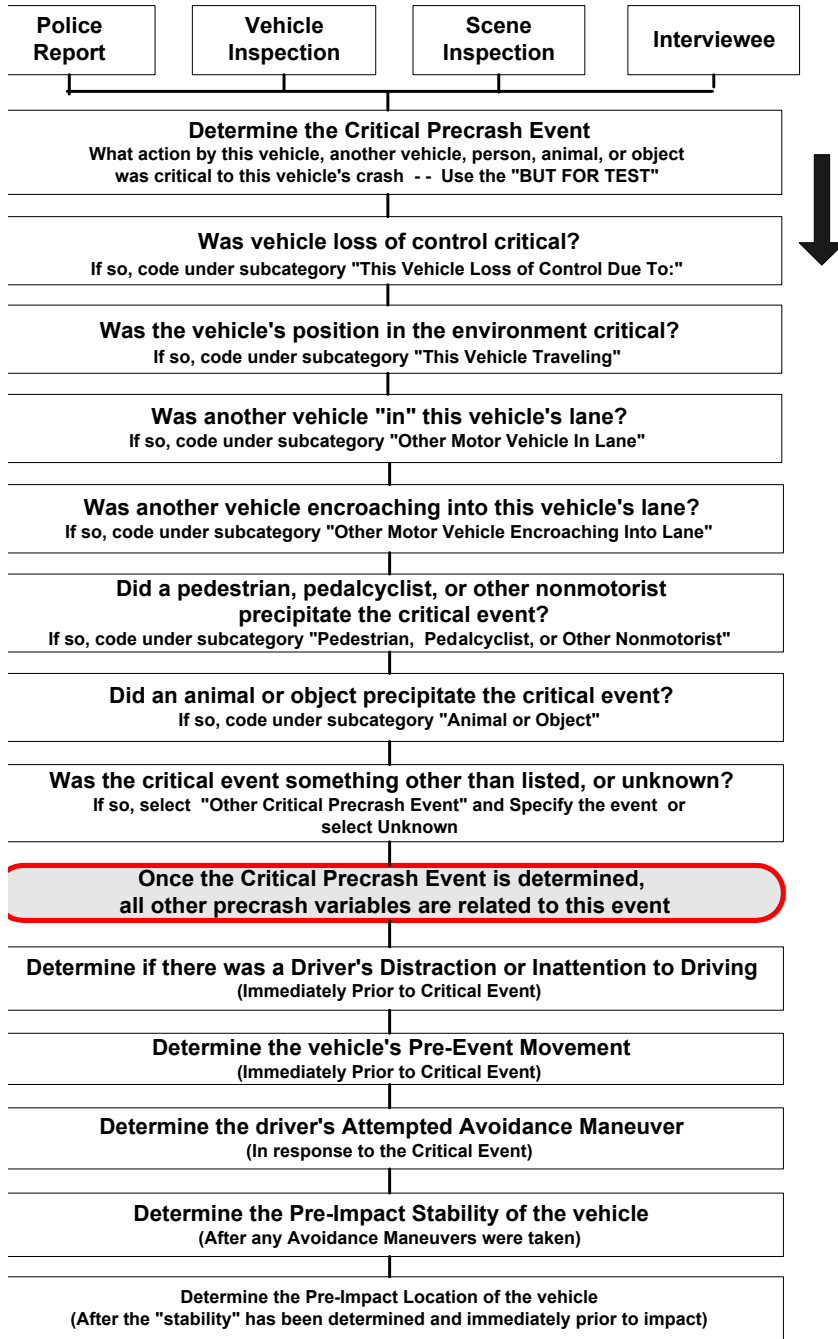 Police
Report
Vehicle
Inspection
Scene
Inspection
Interviewee
Determine the Critical Precrash Event
What action by this vehicle, another vehicle, person, animal, or object
was critical to this vehicle's crash - - Use the "BUT FOR TEST"
Was vehicle loss of control critical?
If so, code under subcategory "This Vehicle Loss of Control Due To:"
Was the vehicle's position in the environment critical?
If so, code under subcategory "This Vehicle Traveling"
Was another vehicle "in" this vehicle's lane?
If so, code under subcategory "Other Motor Vehicle In Lane"
Was another vehicle encroaching into this vehicle's lane?
If so, code under subcategory "Other Motor Vehicle Encroaching Into Lane"
Did a pedestrian, pedalcyclist, or other nonmotorist
precipitate the critical event?
If so, code under subcategory "Pedestrian, Pedalcyclist, or Other Nonmotorist"
Did an animal or object precipitate the critical event?
If so, code under subcategory "Animal or Object"
Was the critical event something other than listed, or unknown?
If so, select "Other Critical Precrash Event" and Specify the event or
select Unknown
Once the Critical Precrash Event is determined,
all other precrash variables are related to this event
Determine if there was a Driver's Distraction or Inattention to Driving
(Immediately Prior to Critical Event)
Determine the vehicle's Pre-Event Movement
(Immediately Prior to Critical Event)
Determine the driver's Attempted Avoidance Maneuver
(In response to the Critical Event)
Determine the Pre-Impact Stability of the vehicle
(After any Avoidance Maneuvers were taken)
Determine the Pre-Impact Location of the vehicle
(After the "stability" has been determined and immediately prior to impact)